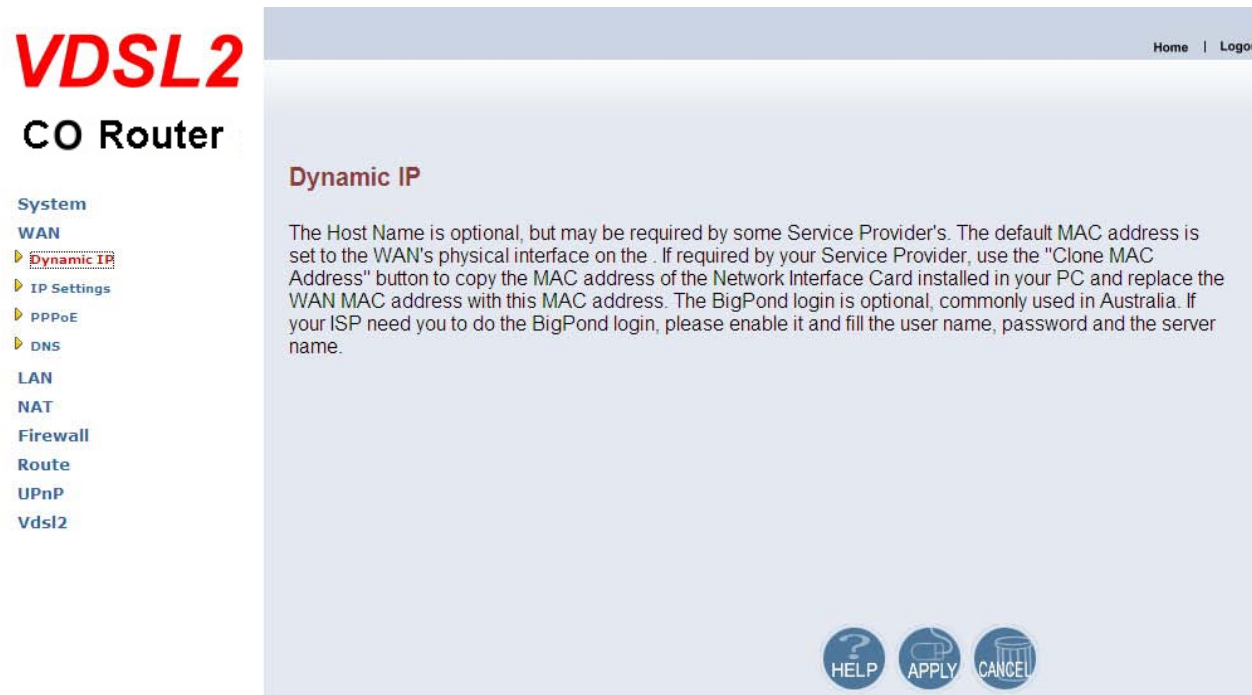 VDSL2
CO Router
Home | Logo
System
WAN
Dynamic IP
IP Settings
PPPoE
DNS
LAN
NAT
Firewall
Route
UPnP
Vdsl2
Dynamic IP
The Host Name is optional, but may be required by some Service Provider's. The default MAC address is
set to the WAN's physical interface on the . If required by your Service Provider, use the "Clone MAC
Address" button to copy the MAC address of the Network Interface Card installed in your PC and replace the
WAN MAC address with this MAC address. The BigPond login is optional, commonly used in Australia. If
your ISP need you to do the BigPond login, please enable it and fill the user name, password and the server
name.
HELP APPLY CANCEL